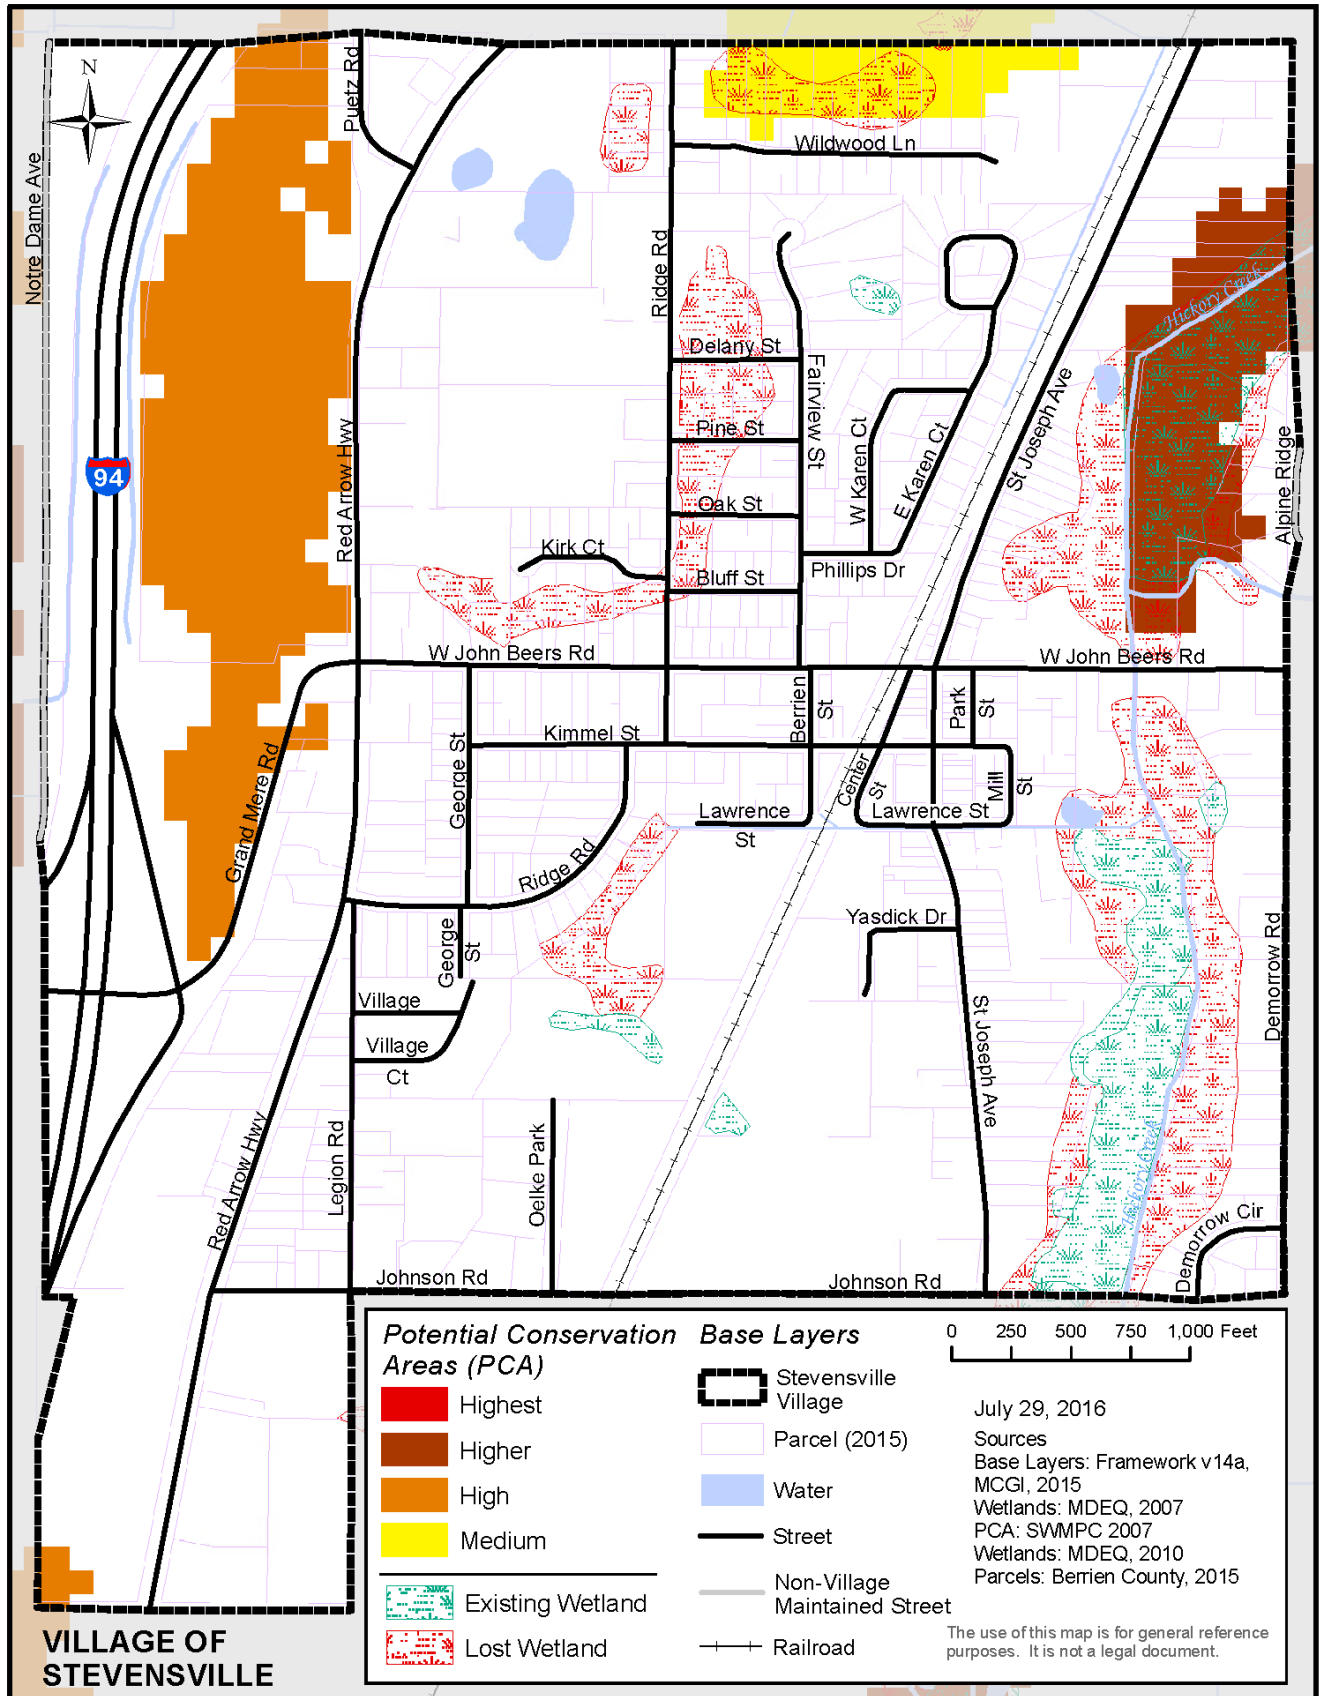 N
Puetz Rd
Wildwood Ln
Notre Dame Ave
Ridge Rd
Hickory Creek
Delany St
Fairview St
St Joseph Ave
Pine St
Red Arrow Hwy
W Karen Ct
E Karen Ct
Alpine Ridge
94
Oak St
Kirk Ct
Bluff St
Phillips Dr
W John Beers Rd
W John Beers Rd
Berrien
St
Park
St
Kimmel St
George St
Grand Mere Rd
Center
St
Mill
St
Lawrence
St
Lawrence St
Ridge Rd
Yasdick Dr
George
St
Demorrow Rd
Village
Village
Ct
St Joseph Ave
Red Arrow Hwy
Legion Rd
Oelke Park
Hickory Creek
Demorrow Cir
Johnson Rd
Johnson Rd
Potential Conservation
Areas (PCA)
Highest
Higher
High
Medium
Existing Wetland
Lost Wetland
Base Layers
Stevensville
Village
Parcel (2015)
Water
Street
Non-Village
Maintained Street
Railroad
0 250 500 750 1,000 Feet
July 29, 2016
Sources
Base Layers: Framework v14a,
MCGI, 2015
Wetlands: MDEQ, 2007
PCA: SWMPC 2007
Wetlands: MDEQ, 2010
Parcels: Berrien County, 2015
The use of this map is for general reference
purposes. It is not a legal document.
VILLAGE OF
STEVENSVILLE